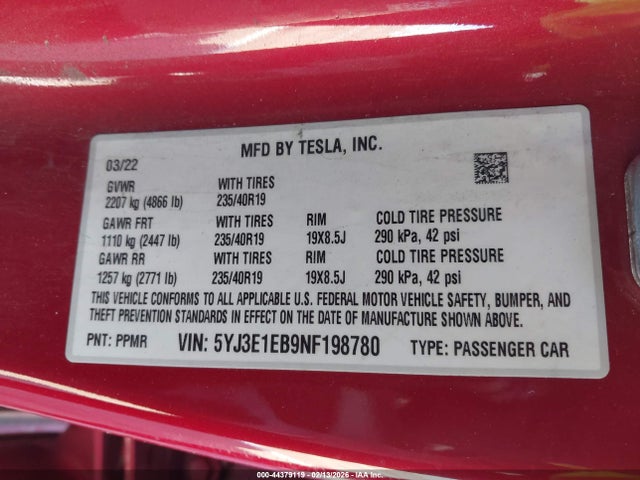 MFD BY TESLA, INC.
03/22
GVWR WITH TIRES
2207 kg (4866 lb) 235/40R19
GAWR FRT WITH TIRES RIM COLD TIRE PRESSURE
1110 kg (2447 lb) 235/40R19 19X8.5J 290 kPa, 42 psi
GAWR RR WITH TIRES RIM COLD TIRE PRESSURE
1257 kg (2771 lb) 235/40R19 19X8.5J 290 kPa, 42 psi
THIS VEHICLE CONFORMS TO ALL APPLICABLE U.S. FEDERAL MOTOR VEHICLE SAFETY, BUMPER, AND
THEFT PREVENTION STANDARDS IN EFFECT ON THE DATE OF MANUFACTURE SHOWN ABOVE.
PNT: PPMR VIN: 5YJ3E1EB9NF198780 TYPE: PASSENGER CAR
000-44379119 | 02/13/2026 - IAA Inc.